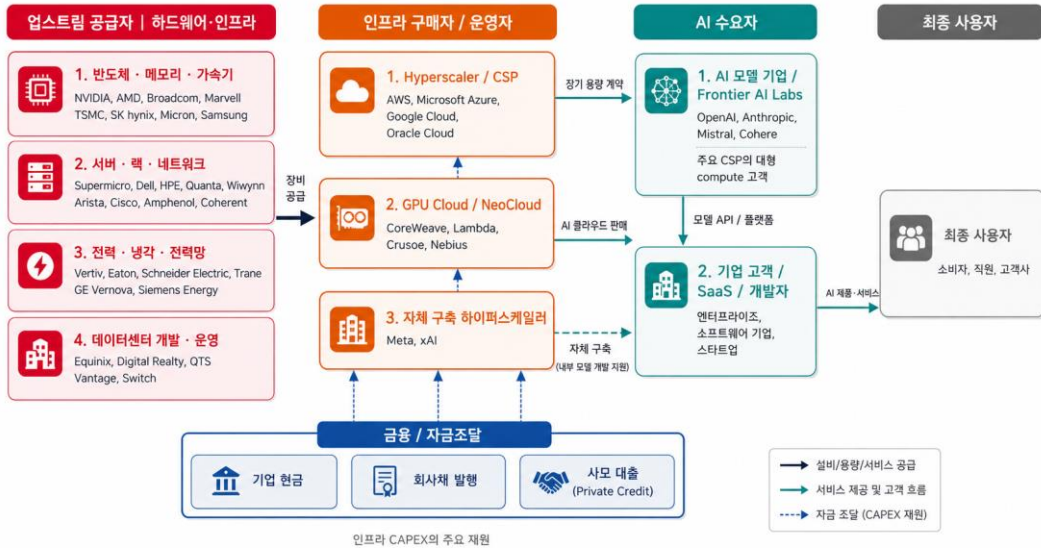 업스트림 공급자 | 하드웨어·인프라
1. 반도체 · 메모리 · 가속기
NVIDIA, AMD, Broadcom, Marvell
TSMC, SK hynix, Micron, Samsung
2. 서버 · 랙 · 네트워크
Supermicro, Dell, HPE, Quanta, Wiwynn
Arista, Cisco, Amphenol, Coherent
3. 전력 · 냉각 · 전력망
Vertiv, Eaton, Schneider Electric, Trane
GE Vernova, Siemens Energy
4. 데이터센터 개발 · 운영
Equinix, Digital Realty, QTS
Vantage, Switch
장비
공급
인프라 구매자 / 운영자
1. Hyperscaler / CSP
AWS, Microsoft Azure,
Google Cloud,
Oracle Cloud
2. GPU Cloud / NeoCloud
CoreWeave, Lambda,
Crusoe, Nebius
3. 자체 구축 하이퍼스케일러
Meta, xAI
장기 용량 계약
AI 클라우드 판매
자체 구축
(내부 모델 개발 지원)
AI 수요자
1. AI 모델 기업 /
Frontier AI Labs
OpenAI, Anthropic,
Mistral, Cohere
주요 CSP의 대형
compute 고객
모델 API / 플랫폼
2. 기업 고객 /
SaaS / 개발자
엔터프라이즈,
소프트웨어 기업,
스타트업
AI 제품·서비스
최종 사용자
최종 사용자
소비자, 직원, 고객사
금융 / 자금조달
기업 현금
회사채 발행
사모 대출
(Private Credit)
인프라 CAPEX의 주요 재원
설비/용량/서비스 공급
서비스 제공 및 고객 흐름
자금 조달 (CAPEX 재원)